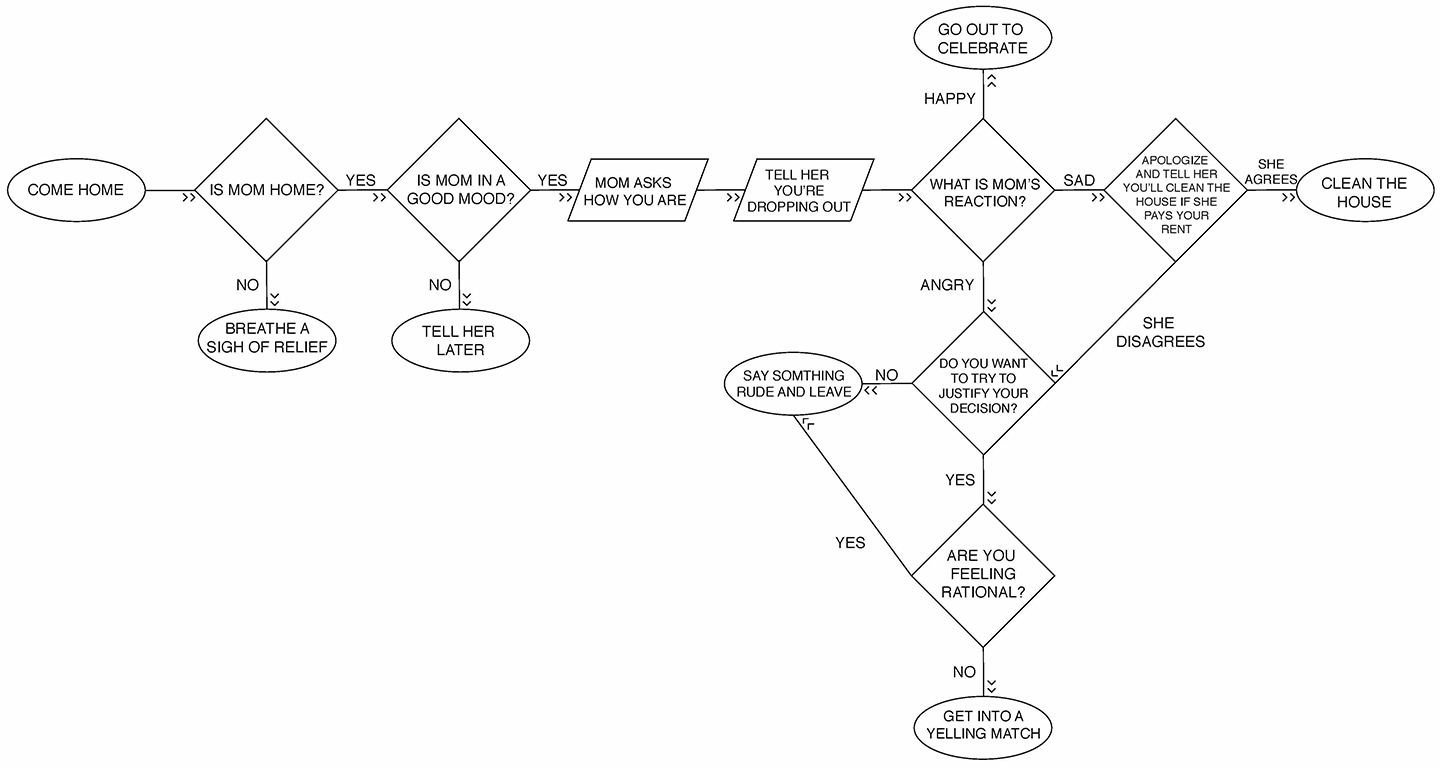 GO OUT TO
CELEBRATE
HAPPY
COME HOME
IS MOM HOME?
YES
IS MOM IN A
GOOD MOOD?
YES
MOM ASKS
HOW YOU ARE
TELL HER
YOU'RE
DROPPING OUT
WHAT IS MOM'S
REACTION?
SAD
APOLOGIZE
AND TELL HER
YOU'LL CLEAN THE
HOUSE IF SHE
PAYS YOUR
RENT
SHE
AGREES
CLEAN THE
HOUSE
NO
BREATHE A
SIGH OF RELIEF
NO
TELL HER
LATER
ANGRY
SHE
DISAGREES
DO YOU WANT
TO TRY TO
JUSTIFY YOUR
DECISION?
NO
SAY SOMTHING
RUDE AND LEAVE
YES
ARE YOU
FEELING
RATIONAL?
YES
NO
GET INTO A
YELLING MATCH